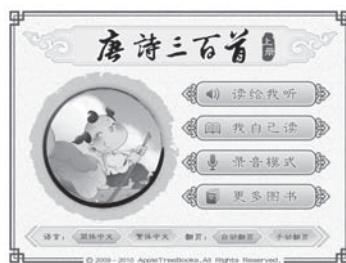 唐诗三百首 上册
读给我听
我自己读
录音模式
更多图书
语言： 简体中文 繁体中文 翻页： 自动翻页 手动翻页
© 2009 - 2010 AppleTreeBooks, All Rights Reserved.